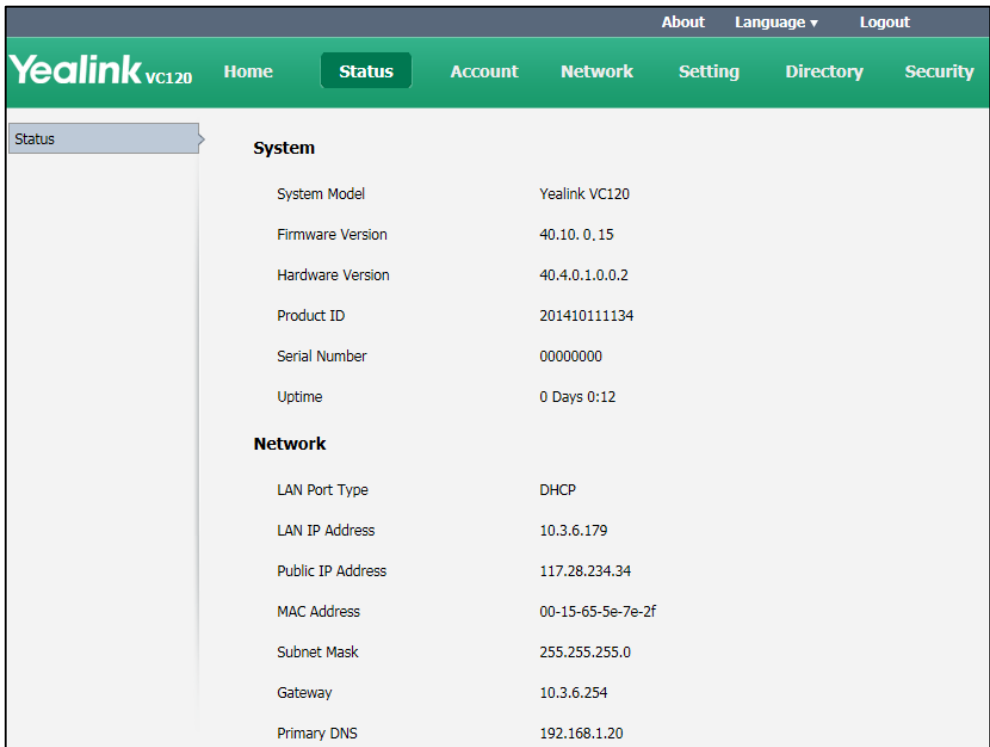 About Language ▾ Logout
Yealink VC120 Home Status Account Network Setting Directory Security
Status
System
System Model Yealink VC120
Firmware Version 40.10. 0.15
Hardware Version 40.4.0.1.0.0.2
Product ID 201410111134
Serial Number 00000000
Uptime 0 Days 0:12
Network
LAN Port Type DHCP
LAN IP Address 10.3.6.179
Public IP Address 117.28.234.34
MAC Address 00-15-65-5e-7e-2f
Subnet Mask 255.255.255.0
Gateway 10.3.6.254
Primary DNS 192.168.1.20